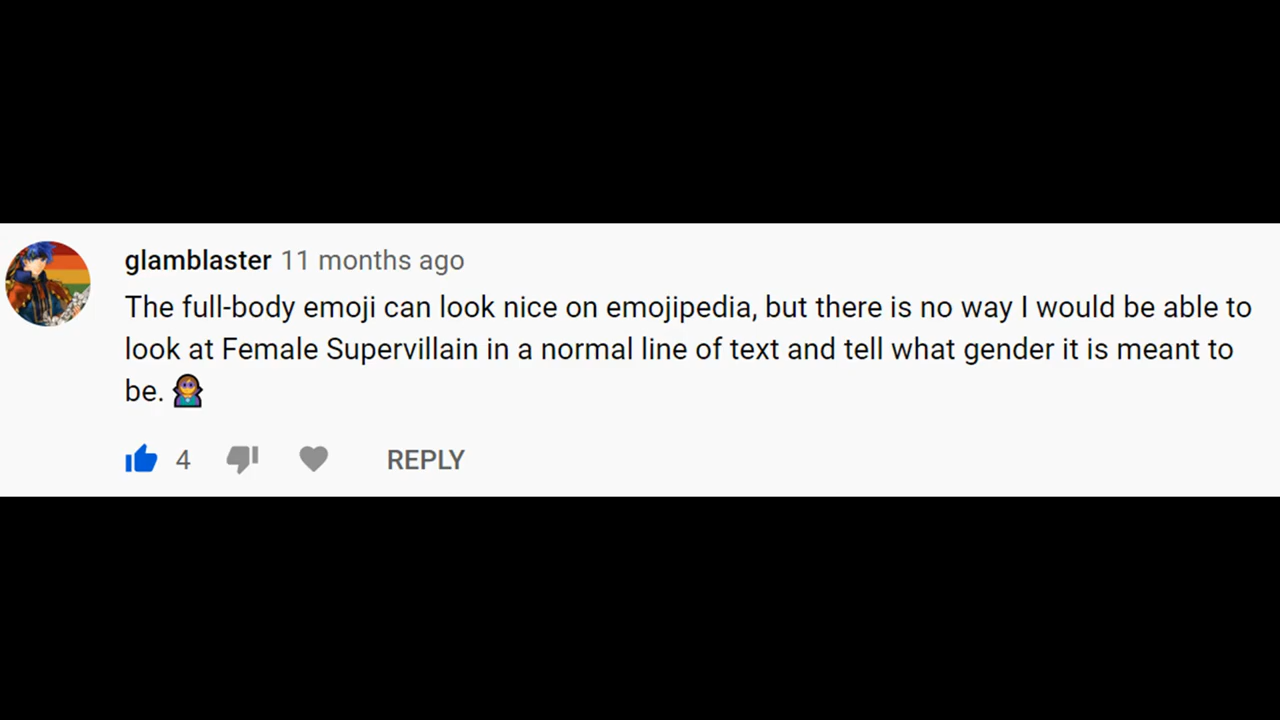 glamblaster 11 months ago
The full-body emoji can look nice on emojipedia, but there is no way I would be able to
look at Female Supervillain in a normal line of text and tell what gender it is meant to
be. 🦹‍♀️
4 REPLY